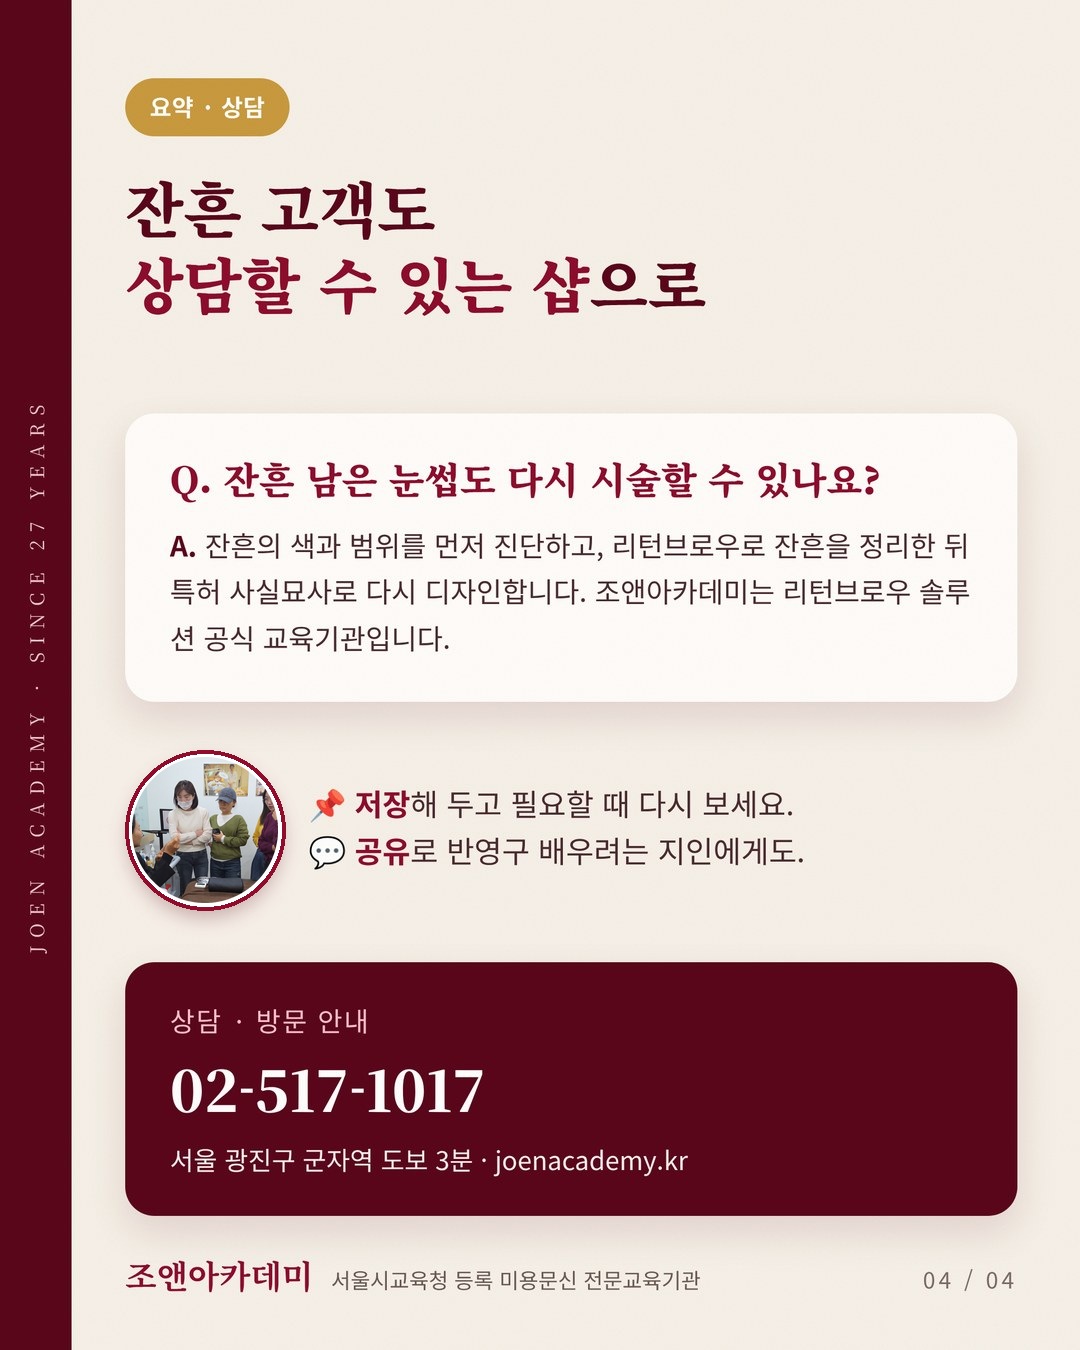 요약 · 상담
잔흔 고객도
상담할 수 있는 샵으로
Q. 잔흔 남은 눈썹도 다시 시술할 수 있나요?
A. 잔흔의 색과 범위를 먼저 진단하고, 리턴브로우로 잔흔을 정리한 뒤
특허 사실묘사로 다시 디자인합니다. 조앤아카데미는 리턴브로우 솔루
션 공식 교육기관입니다.
📌 저장해 두고 필요할 때 다시 보세요.
💬 공유로 반영구 배우려는 지인에게도.
상담 · 방문 안내
02-517-1017
서울 광진구 군자역 도보 3분 · joenacademy.kr
조앤아카데미 서울시교육청 등록 미용문신 전문교육기관 04 / 04
JOEN ACADEMY · SINCE 27 YEARS